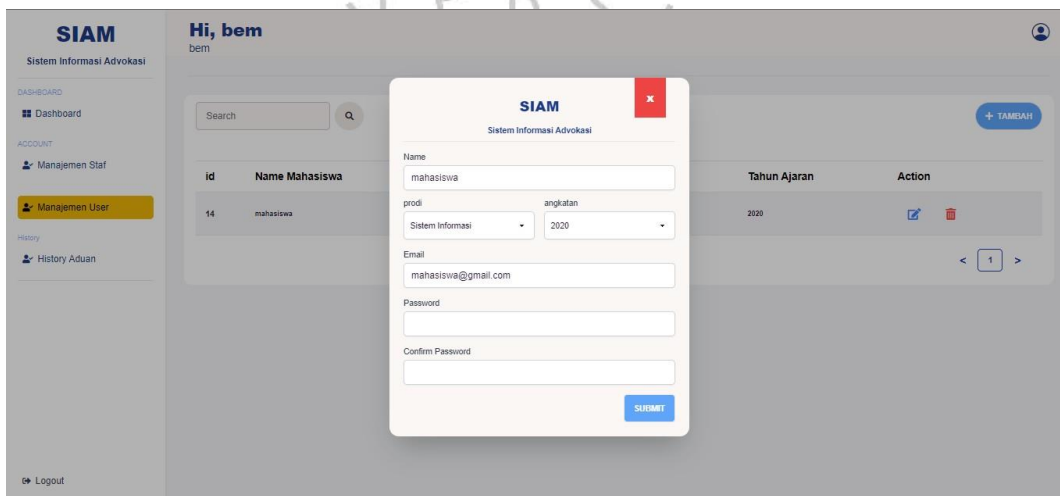 SIAM
Sistem Informasi Advokasi
DASHBOARD
Dashboard
ACCOUNT
Manajemen Staf
Manajemen User
History
History Aduan
Logout
Hi, bem
bem
Search
+ TAMBAH
id Name Mahasiswa Tahun Ajaran Action
14 mahasiswa 2020
< 1 >
x
SIAM
Sistem Informasi Advokasi
Name
mahasiswa
prodi angkatan
Sistem Informasi 2020
Email
mahasiswa@gmail.com
Password
Confirm Password
SUBMIT